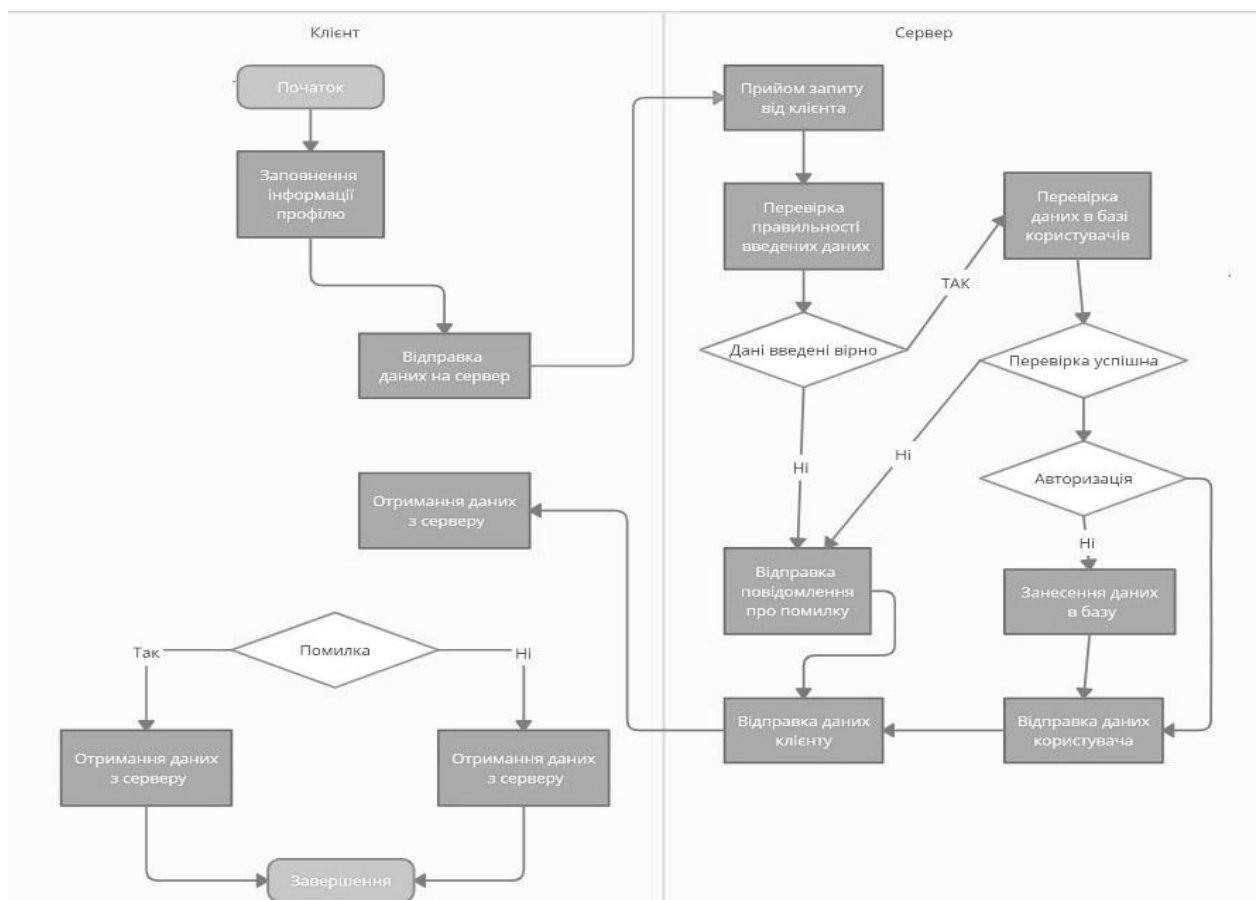 Клієнт
Початок
Заповнення
інформації
профілю
Відправка
даних на сервер
Отримання даних
з серверу
Помилка
Так
Ні
Отримання даних
з серверу
Отримання даних
з серверу
Завершення
Сервер
Прийом запиту
від клієнта
Перевірка
правильності
введених даних
Дані введені вірно
ТАК
Ні
Перевірка
даних в базі
користувачів
Перевірка успішна
Ні
Авторизація
Ні
Відправка
повідомлення
про помилку
Занесення даних
в базу
Відправка даних
клієнту
Відправка даних
користувача